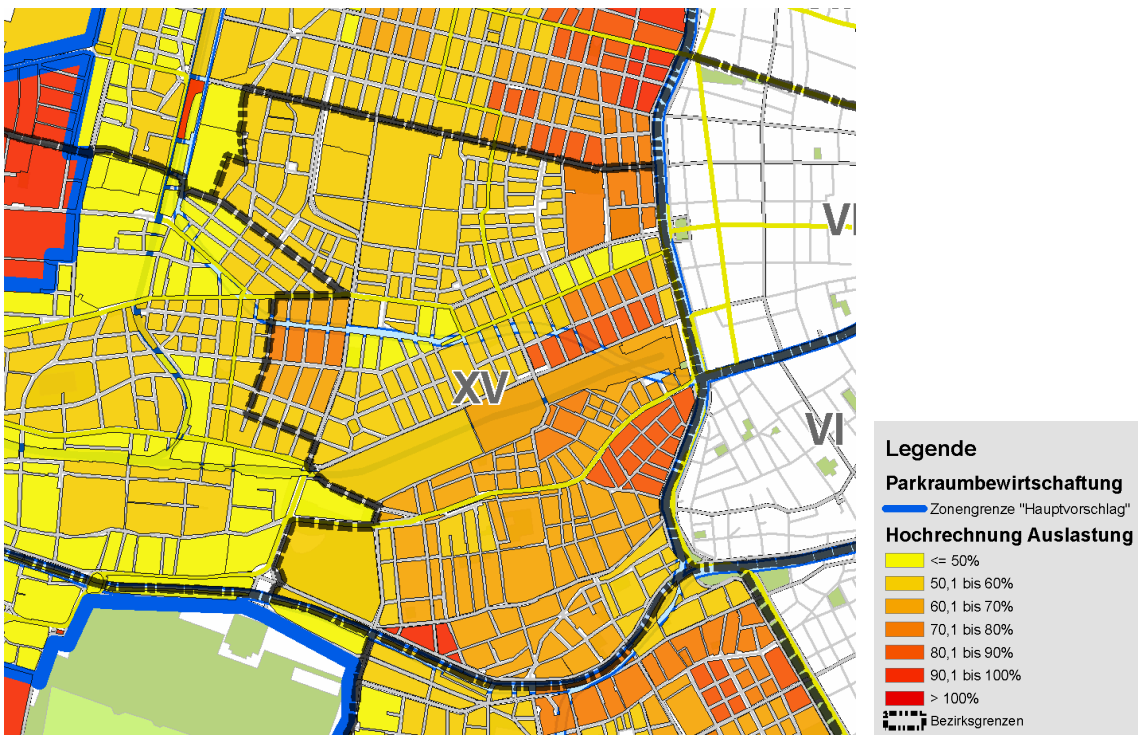 XV
VI
Legende
Parkraumbewirtschaftung
Zonengrenze "Hauptvorschlag"
Hochrechnung Auslastung
<= 50%
50,1 bis 60%
60,1 bis 70%
70,1 bis 80%
80,1 bis 90%
90,1 bis 100%
> 100%
Bezirksgrenzen